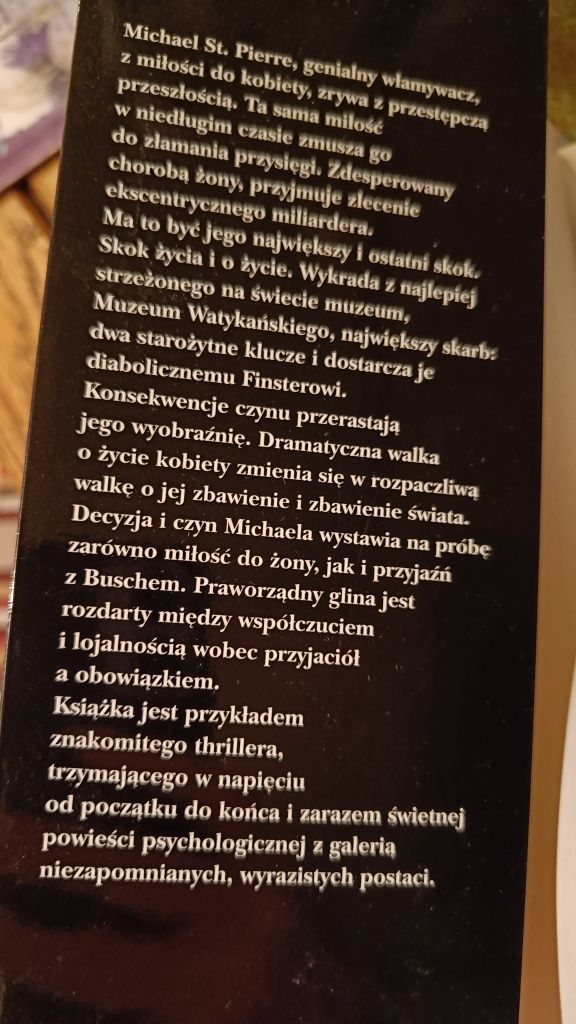 Michael St. Pierre, genialny włamywacz,
z miłości do kobiety, zrywa z przestępczą
przeszłością. Ta sama miłość
w niedługim czasie zmusza go
do złamania przysięgi. Zdesperowany
chorobą żony, przyjmuje zlecenie
ekscentrycznego miliardera.
Ma to być jego największy i ostatni skok.
Skok życia i o życie. Wykrada z najlepiej
strzeżonego na świecie muzeum,
Muzeum Watykańskiego, największy skarb:
dwa starożytne klucze i dostarcza je
diabolicznemu Finsterowi.
Konsekwencje czynu przerastają
jego wyobraźnię. Dramatyczna walka
o życie kobiety zmienia się w rozpaczliwą
walkę o jej zbawienie i zbawienie świata.
Decyzja i czyn Michaela wystawia na próbę
zarówno miłość do żony, jak i przyjaźń
z Buschem. Praworządny glina jest
rozdarty między współczuciem
i lojalnością wobec przyjaciół
a obowiązkiem.
Książka jest przykładem
znakomitego thrillera,
trzymającego w napięciu
od początku do końca i zarazem świetnej
powieści psychologicznej z galerią
niezapomnianych, wyrazistych postaci.